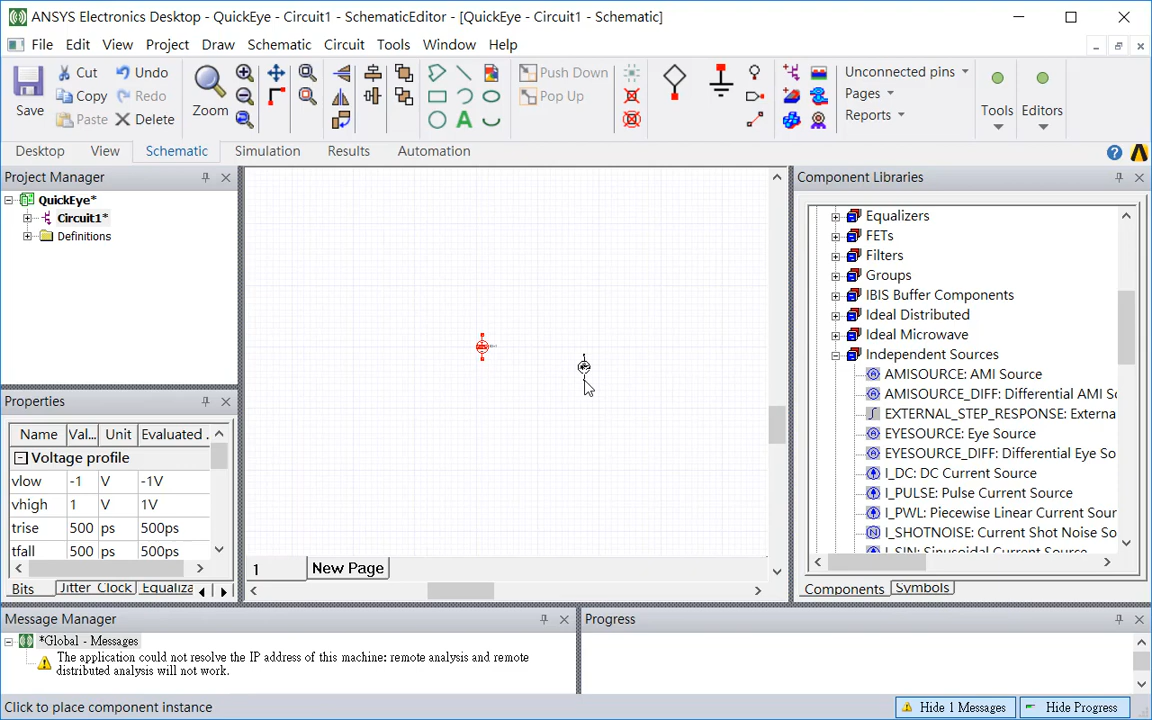 ANSYS Electronics Desktop - QuickEye - Circuit1 - SchematicEditor - [QuickEye - Circuit1 - Schematic]
File Edit View Project Draw Schematic Circuit Tools Window Help
Save Cut Copy Paste Undo Redo Delete Zoom Push Down Pop Up Unconnected pins Pages Reports Tools Editors
Desktop View Schematic Simulation Results Automation
Project Manager
QuickEye*
Circuit1*
Definitions
Properties
Name Val... Unit Evaluated .
Voltage profile
vlow -1 V -1V
vhigh 1 V 1V
trise 500 ps 500ps
tfall 500 ps 500ps
Bits Jitter Clock Equaliza
1 New Page
Component Libraries
Equalizers
FETs
Filters
Groups
IBIS Buffer Components
Ideal Distributed
Ideal Microwave
Independent Sources
AMISOURCE: AMI Source
AMISOURCE_DIFF: Differential AMI Sc
EXTERNAL_STEP_RESPONSE: Externa
EYESOURCE: Eye Source
EYESOURCE_DIFF: Differential Eye So
I_DC: DC Current Source
I_PULSE: Pulse Current Source
I_PWL: Piecewise Linear Current Sour
I_SHOTNOISE: Current Shot Noise So
I_SIN: Sinusoidal Current Source
Components Symbols
Message Manager
*Global - Messages
The application could not resolve the IP address of this machine: remote analysis and remote
distributed analysis will not work.
Progress
Click to place component instance
Hide 1 Messages
Hide Progress